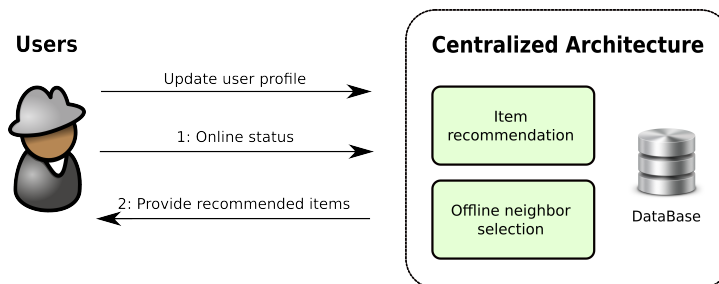 Users
Centralized Architecture
Update user profile
1: Online status
2: Provide recommended items
Item
recommendation
Offline neighbor
selection
DataBase